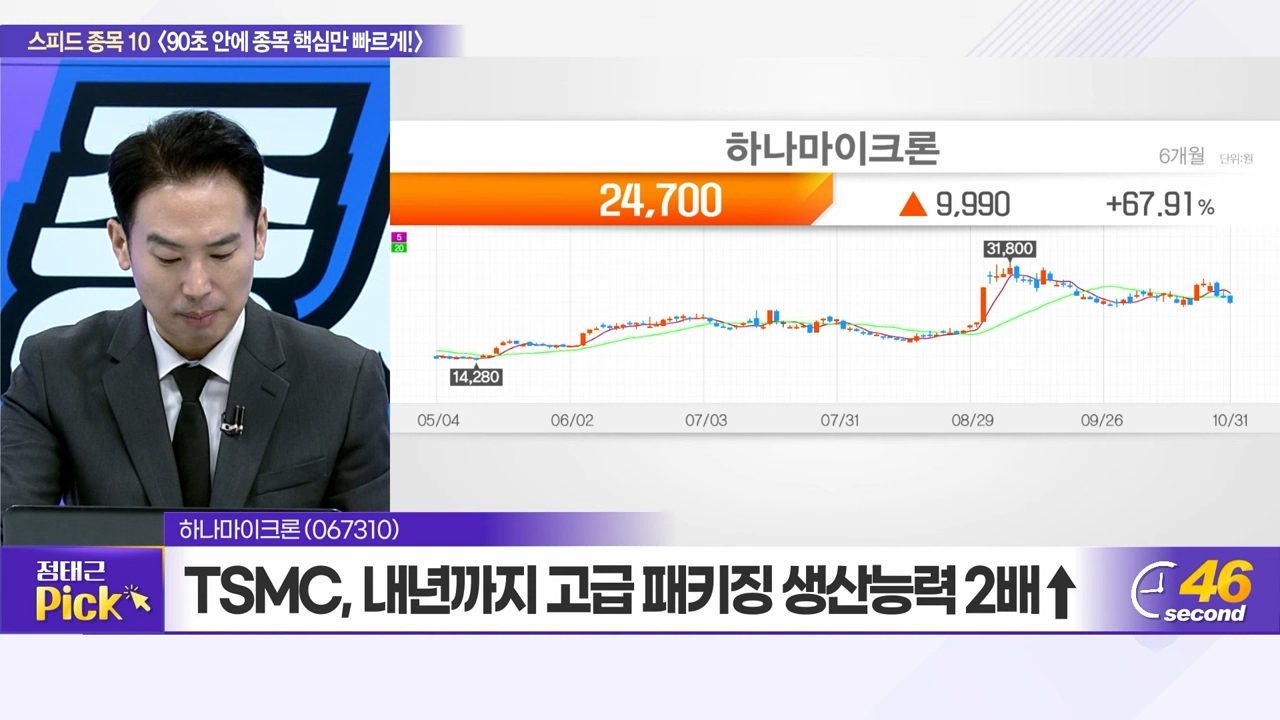 스피드 종목 10 〈90초 안에 종목 핵심만 빠르게!〉
하나마이크론
6개월 단위:원
24,700 ▲ 9,990 +67.91%
5
20
31,800
14,280
05/04 06/02 07/03 07/31 08/29 09/26 10/31
하나마이크론(067310)
정태근
Pick
TSMC, 내년까지 고급 패키징 생산능력 2배↑
46
second